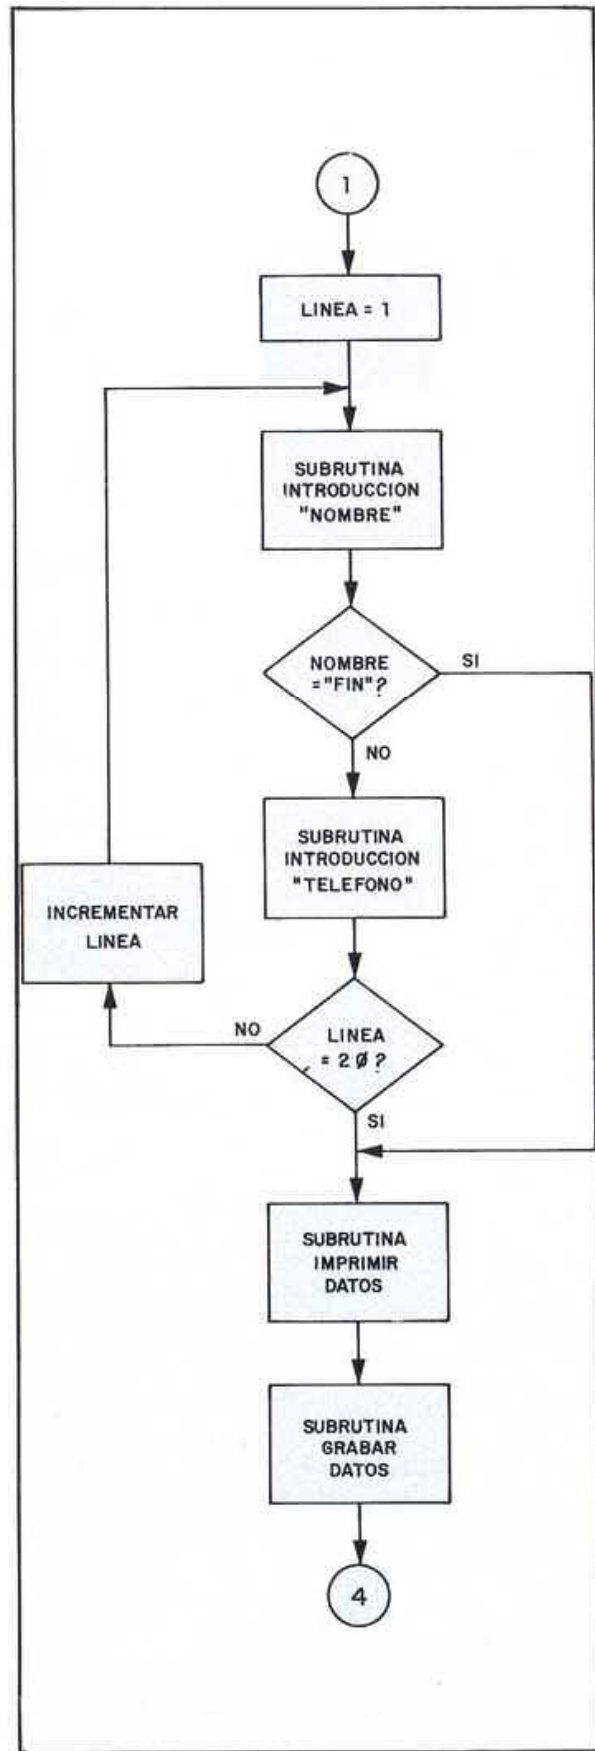 1
LINEA = 1
SUBRUTINA
INTRODUCCION
"NOMBRE"
NOMBRE
="FIN"?
SI
NO
SUBRUTINA
INTRODUCCION
"TELEFONO"
INCREMENTAR
LINEA
NO
LINEA
= 2Ø?
SI
SUBRUTINA
IMPRIMIR
DATOS
SUBRUTINA
GRABAR
DATOS
4